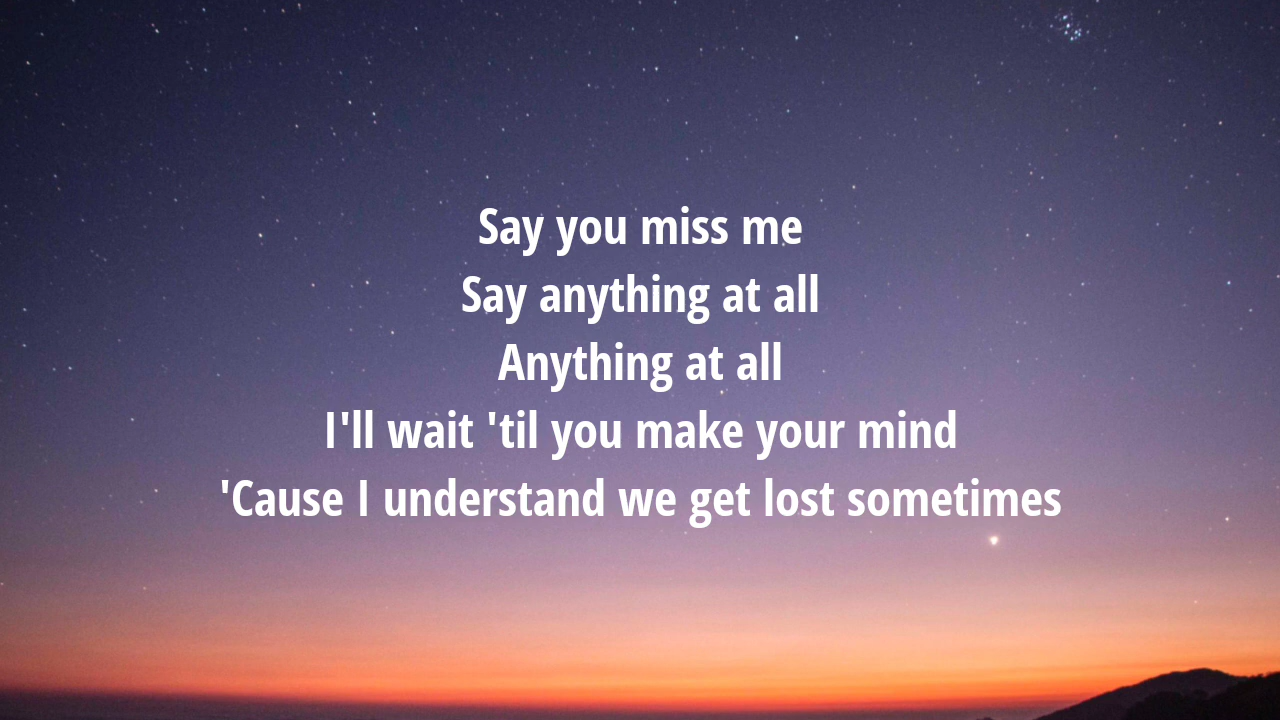 Say you miss me
Say anything at all
Anything at all
I'll wait 'til you make your mind
'Cause I understand we get lost sometimes